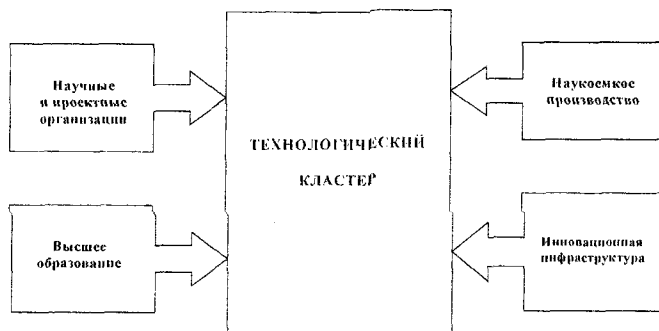 Научные
и проектные
организации
Наукоемкое
производство
ТЕХНОЛОГИЧЕСКИЙ
КЛАСТЕР
Высшее
образование
Инновационная
инфраструктура